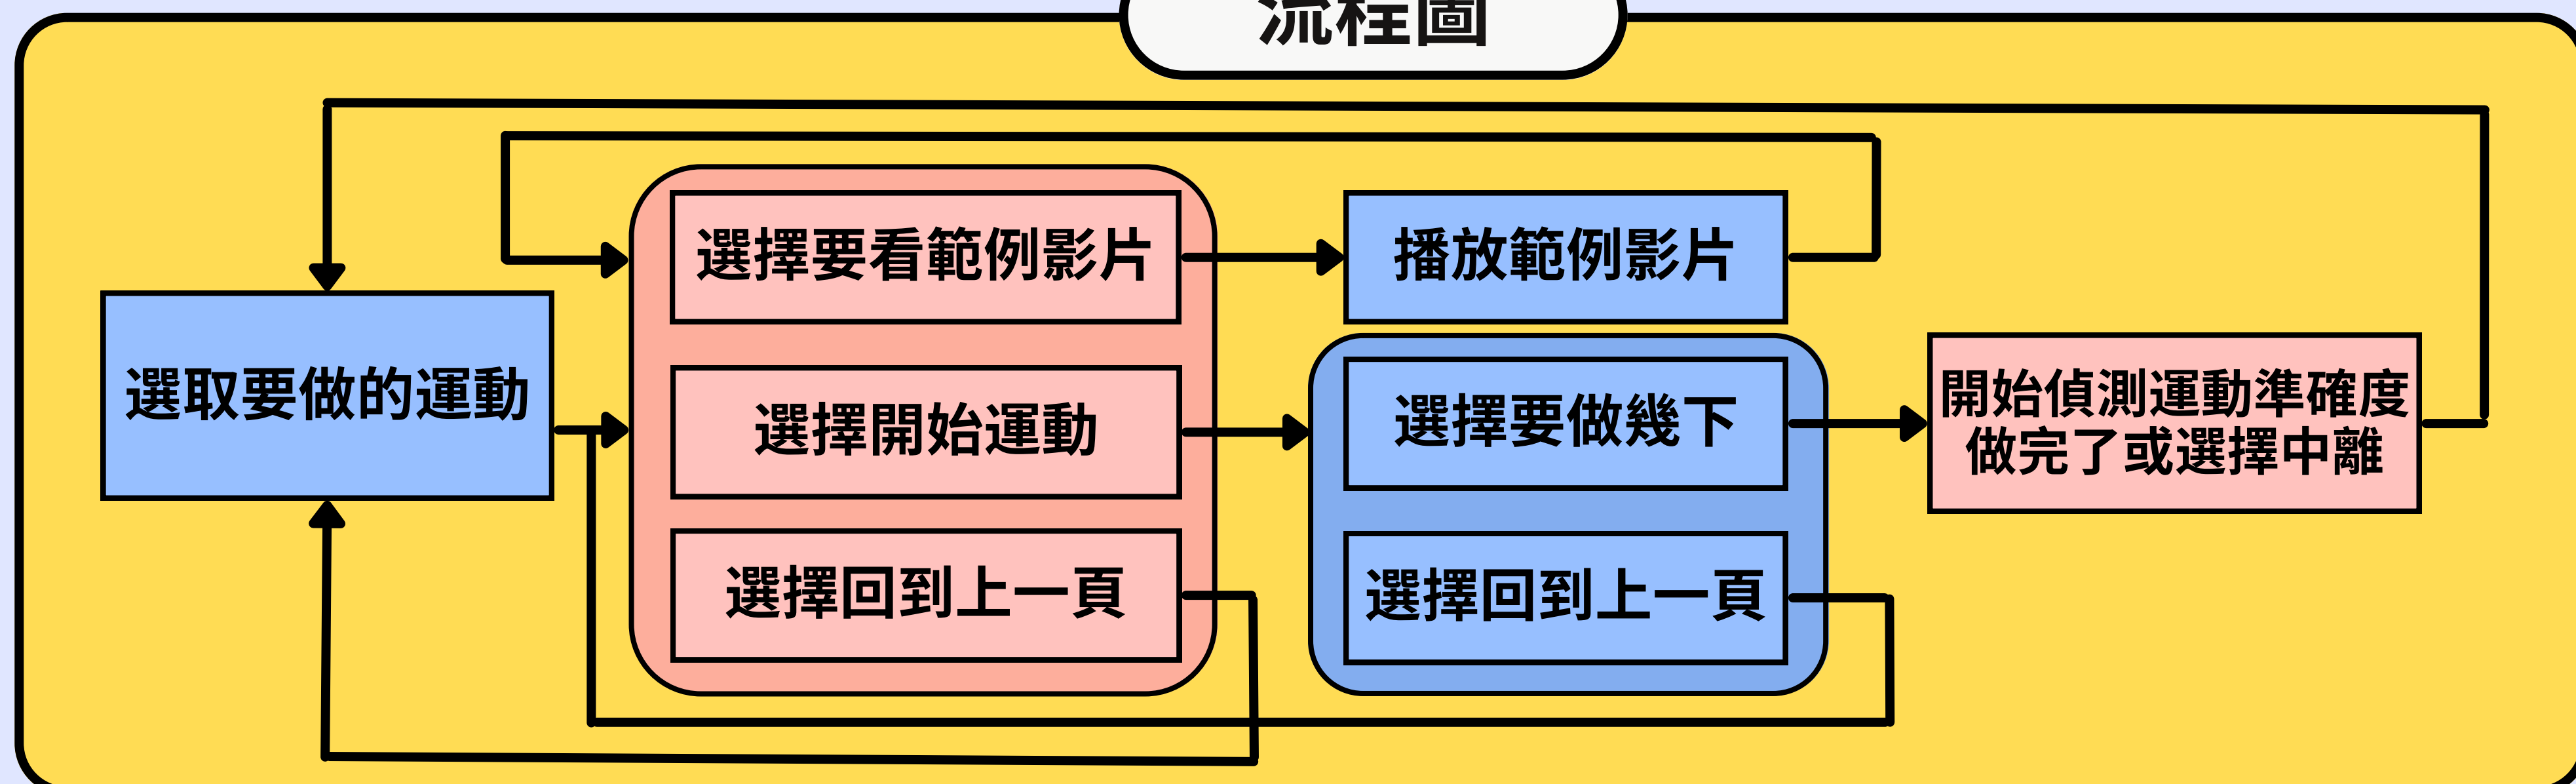 流程圖
選擇要看範例影片
播放範例影片
選取要做的運動
選擇開始運動
選擇要做幾下
開始偵測運動準確度
做完了或選擇中離
選擇回到上一頁
選擇回到上一頁